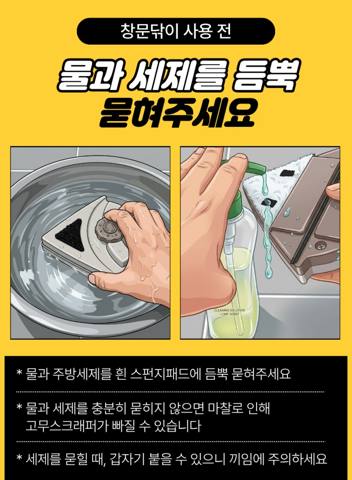 창문닦이 사용 전
물과 세제를 듬뿍
묻혀주세요
* 물과 주방세제를 흰 스펀지패드에 듬뿍 묻혀주세요
* 물과 세제를 충분히 묻히지 않으면 마찰로 인해
고무스크래퍼가 빠질 수 있습니다
* 세제를 묻힐 때, 갑자기 붙을 수 있으니 끼임에 주의하세요